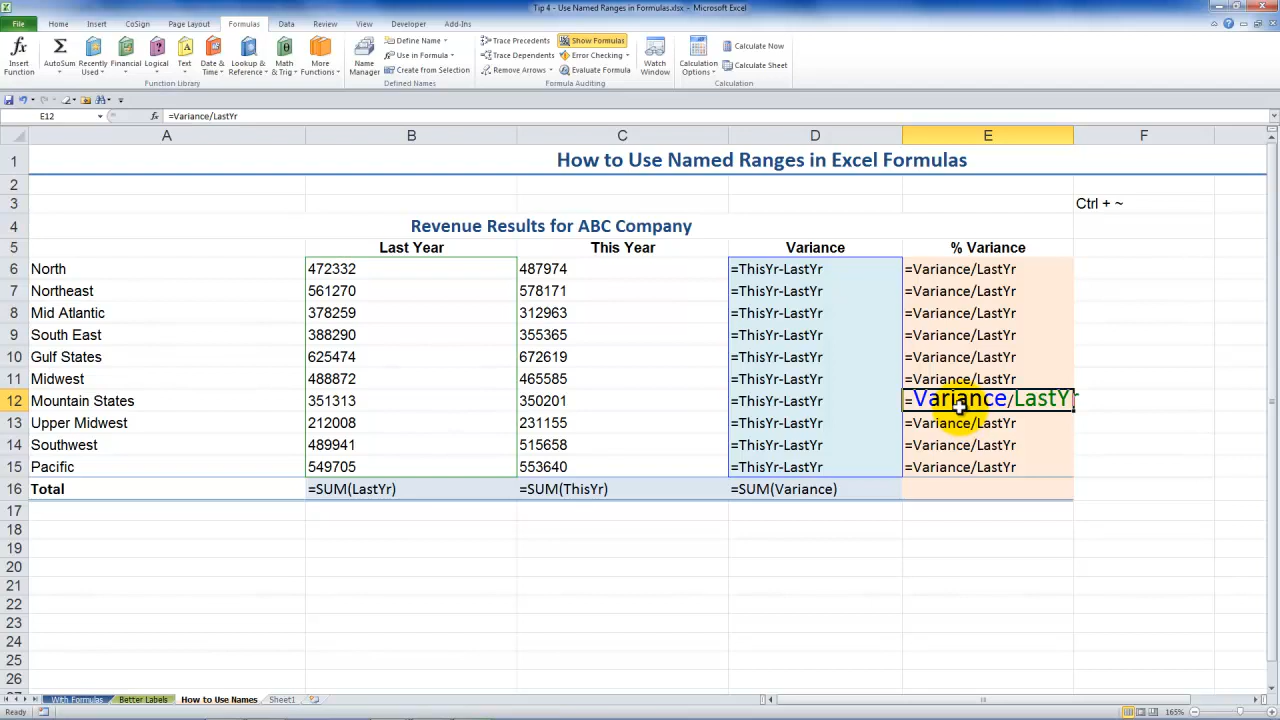 Tip 4 - Use Named Ranges in Formulas.xlsx - Microsoft Excel
File Home Insert CoSign Page Layout Formulas Data Review View Developer Add-Ins
Insert Function
AutoSum
Recently Used
Financial
Logical
Text
Date & Time
Lookup & Reference
Math & Trig
More Functions
Function Library
Name Manager
Define Name
Use in Formula
Create from Selection
Defined Names
Trace Precedents
Trace Dependents
Remove Arrows
Show Formulas
Error Checking
Evaluate Formula
Formula Auditing
Watch Window
Calculation Options
Calculate Now
Calculate Sheet
Calculation
E12 fx =Variance/LastYr
A B C D E F
1 How to Use Named Ranges in Excel Formulas
2
3 Ctrl + ~
4 Revenue Results for ABC Company
5 Last Year This Year Variance % Variance
6 North 472332 487974 =ThisYr-LastYr =Variance/LastYr
7 Northeast 561270 578171 =ThisYr-LastYr =Variance/LastYr
8 Mid Atlantic 378259 312963 =ThisYr-LastYr =Variance/LastYr
9 South East 388290 355365 =ThisYr-LastYr =Variance/LastYr
10 Gulf States 625474 672619 =ThisYr-LastYr =Variance/LastYr
11 Midwest 488872 465585 =ThisYr-LastYr =Variance/LastYr
12 Mountain States 351313 350201 =ThisYr-LastYr =Variance/LastYr
13 Upper Midwest 212008 231155 =ThisYr-LastYr =Variance/LastYr
14 Southwest 489941 515658 =ThisYr-LastYr =Variance/LastYr
15 Pacific 549705 553640 =ThisYr-LastYr =Variance/LastYr
16 Total =SUM(LastYr) =SUM(ThisYr) =SUM(Variance)
17
18
19
20
21
22
23
24
25
26
27
With Formulas Better Labels How to Use Names Sheet1
Ready 165%